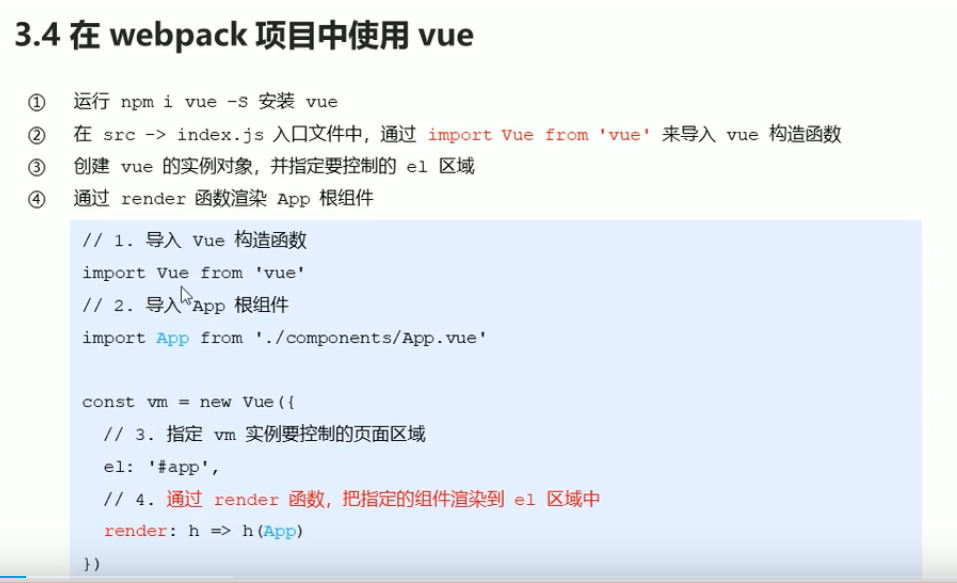 3.4 在 webpack 项目中使用 vue
① 运行 npm i vue -S 安装 vue
② 在 src -> index.js 入口文件中，通过 import Vue from 'vue' 来导入 vue 构造函数
③ 创建 vue 的实例对象，并指定要控制的 el 区域
④ 通过 render 函数渲染 App 根组件
// 1. 导入 Vue 构造函数
import Vue from 'vue'
// 2. 导入 App 根组件
import App from './components/App.vue'
const vm = new Vue({
// 3. 指定 vm 实例要控制的页面区域
el: '#app',
// 4. 通过 render 函数，把指定的组件渲染到 el 区域中
render: h => h(App)
})